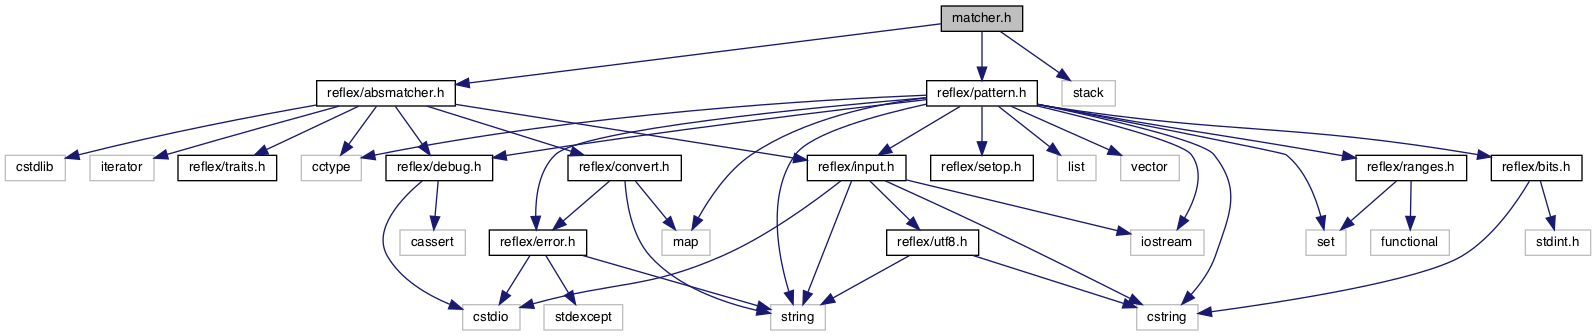 matcher.h
reflex/absmatcher.h
reflex/pattern.h
stack
cstdlib
iterator
reflex/traits.h
cctype
reflex/debug.h
reflex/convert.h
reflex/input.h
reflex/setop.h
list
vector
reflex/ranges.h
reflex/bits.h
cassert
reflex/error.h
map
reflex/utf8.h
iostream
set
functional
stdint.h
cstdio
stdexcept
string
cstring